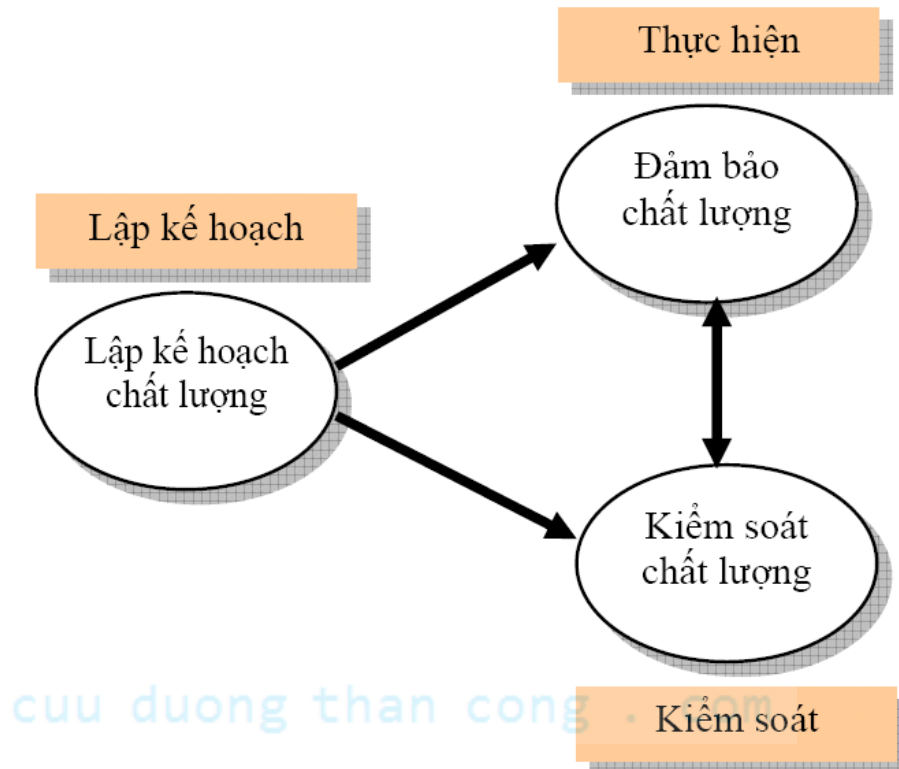 Thực hiện
Đảm bảo
chất lượng
Lập kế hoạch
Lập kế hoạch
chất lượng
Kiểm soát
chất lượng
cuu duong than cong . com
Kiểm soát